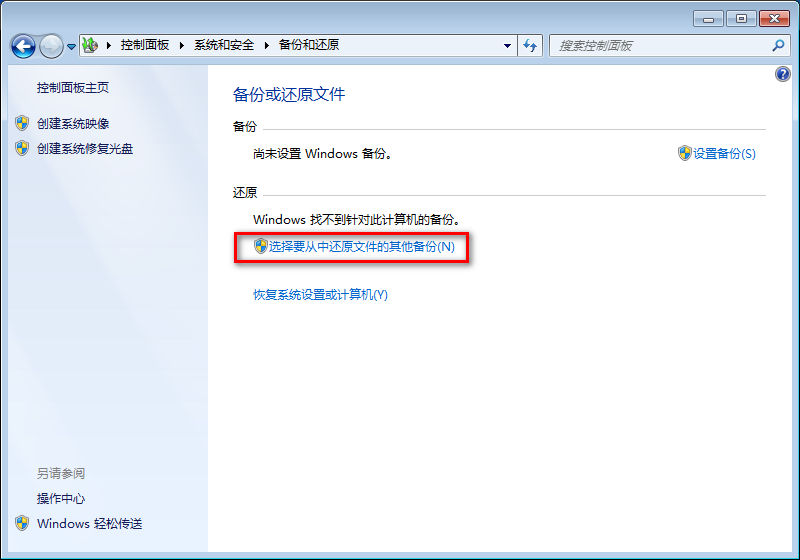 控制面板 系统和安全 备份和还原
搜索控制面板
控制面板主页
创建系统映像
创建系统修复光盘
备份或还原文件
备份
尚未设置 Windows 备份。
设置备份(S)
还原
Windows 找不到针对此计算机的备份。
选择要从中还原文件的其他备份(N)
恢复系统设置或计算机(Y)
另请参阅
操作中心
Windows 轻松传送